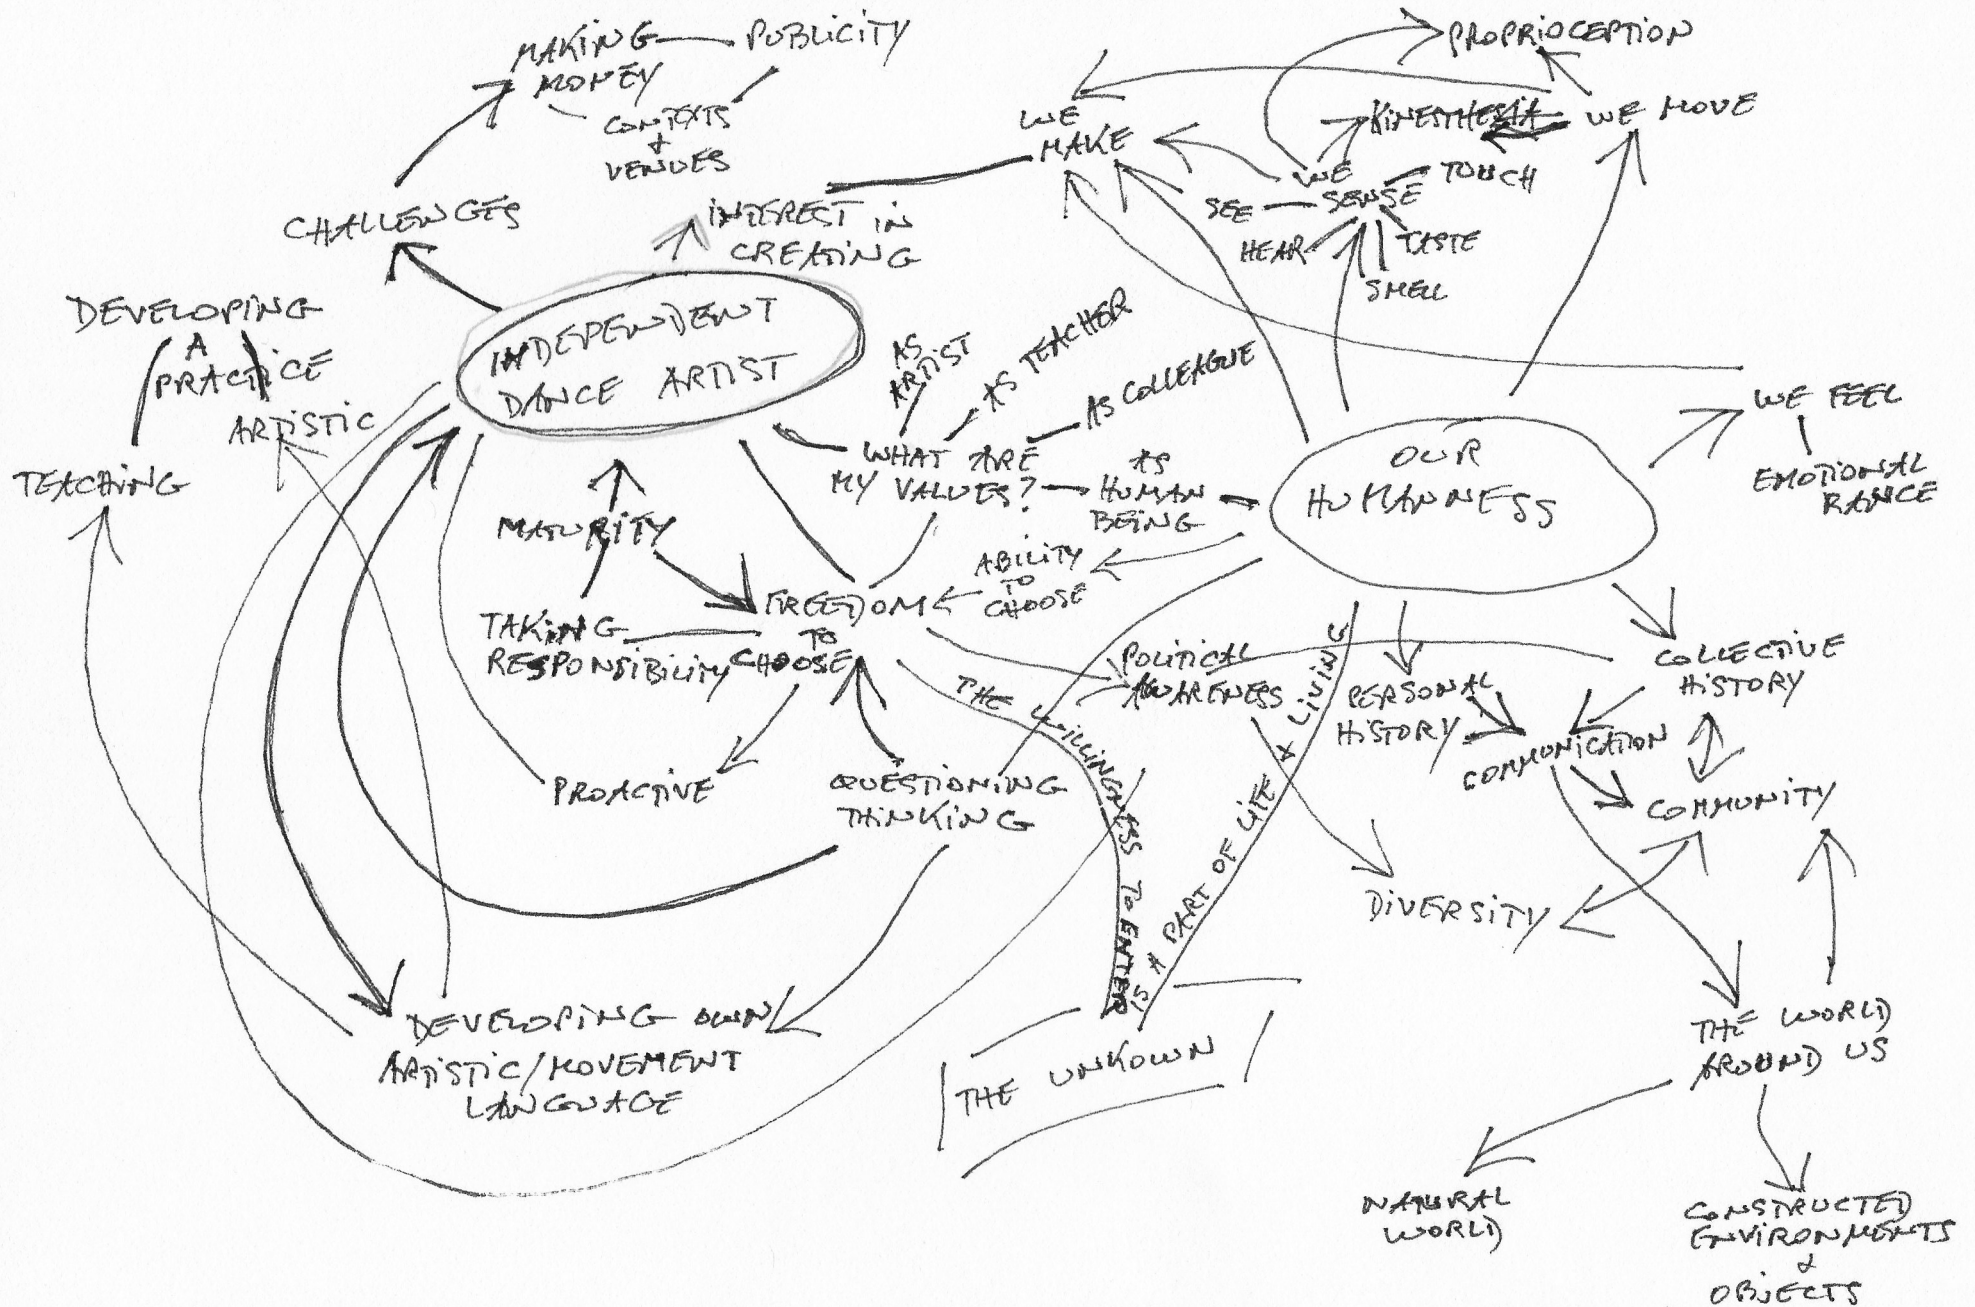 MAKING
MONEY
PUBLICITY
CONTEXTS
+
VENUES
CHALLENGES
INTEREST IN
CREATING
WE
MAKE
PROPRIOCEPTION
KINESTHESIA
WE MOVE
WE
SENSE
TOUCH
SEE
HEAR
TASTE
SMELL
DEVELOPING
A
PRACTICE
ARTISTIC
TEACHING
INDEPENDENT
DANCE ARTIST
AS
ARTIST
AS TEACHER
AS COLLEAGUE
WHAT ARE
MY VALUES?
AS
HUMAN
BEING
OUR
HUMANNESS
WE FEEL
EMOTIONAL
RANGE
MATURITY
ABILITY
TO
CHOOSE
FREEDOM
TO
CHOOSE
TAKING
RESPONSIBILITY
POLITICAL
AWARENESS
PERSONAL
HISTORY
COLLECTIVE
HISTORY
COMMUNICATION
COMMUNITY
PROACTIVE
QUESTIONING
THINKING
THE WILLINGNESS TO ENTER
IS A PART OF LIFE & LIVING
DIVERSITY
DEVELOPING OWN
ARTISTIC/MOVEMENT
LANGUAGE
THE UNKOWN
THE WORLD
AROUND US
NATURAL
WORLD
CONSTRUCTED
ENVIRONMENTS
&
OBJECTS